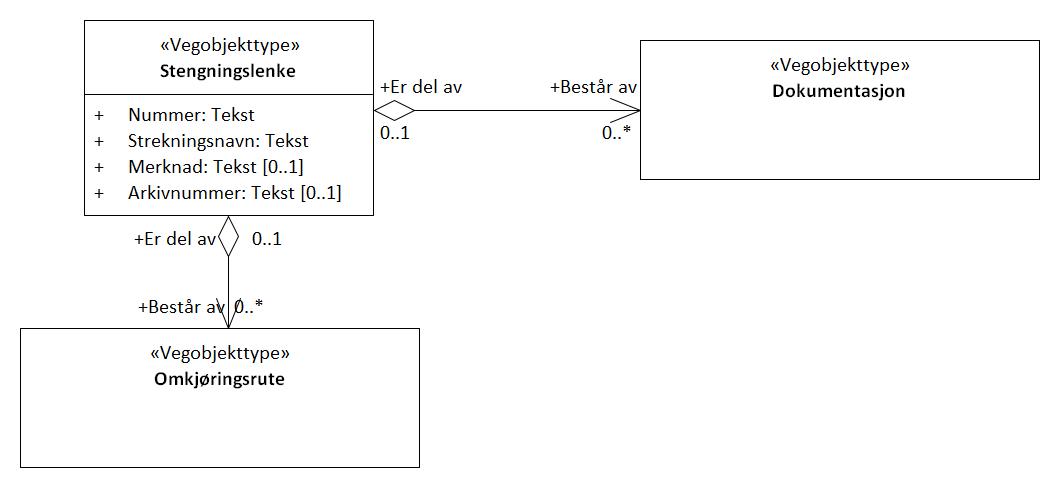 «Vegobjekttype»
Stengningslenke
+ Nummer: Tekst
+ Strekningsnavn: Tekst
+ Merknad: Tekst [0..1]
+ Arkivnummer: Tekst [0..1]
+Er del av
0..1
+Består av
0..*
«Vegobjekttype»
Dokumentasjon
+Er del av
0..1
+Består av
0..*
«Vegobjekttype»
Omkjøringsrute